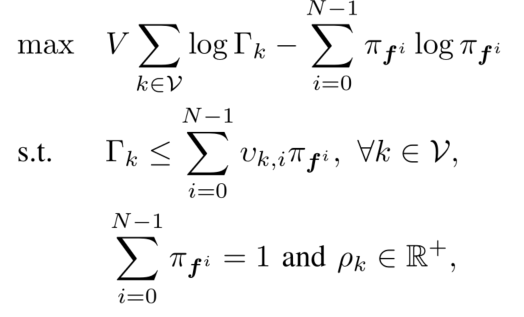 max V ∑_{k∈𝒱} log Γ_k − ∑_{i=0}^{N−1} π_{𝒇^i} log π_{𝒇^i}
s.t. Γ_k ≤ ∑_{i=0}^{N−1} υ_{k,i} π_{𝒇^i}, ∀k ∈ 𝒱,
∑_{i=0}^{N−1} π_{𝒇^i} = 1 and ρ_k ∈ ℝ^+,